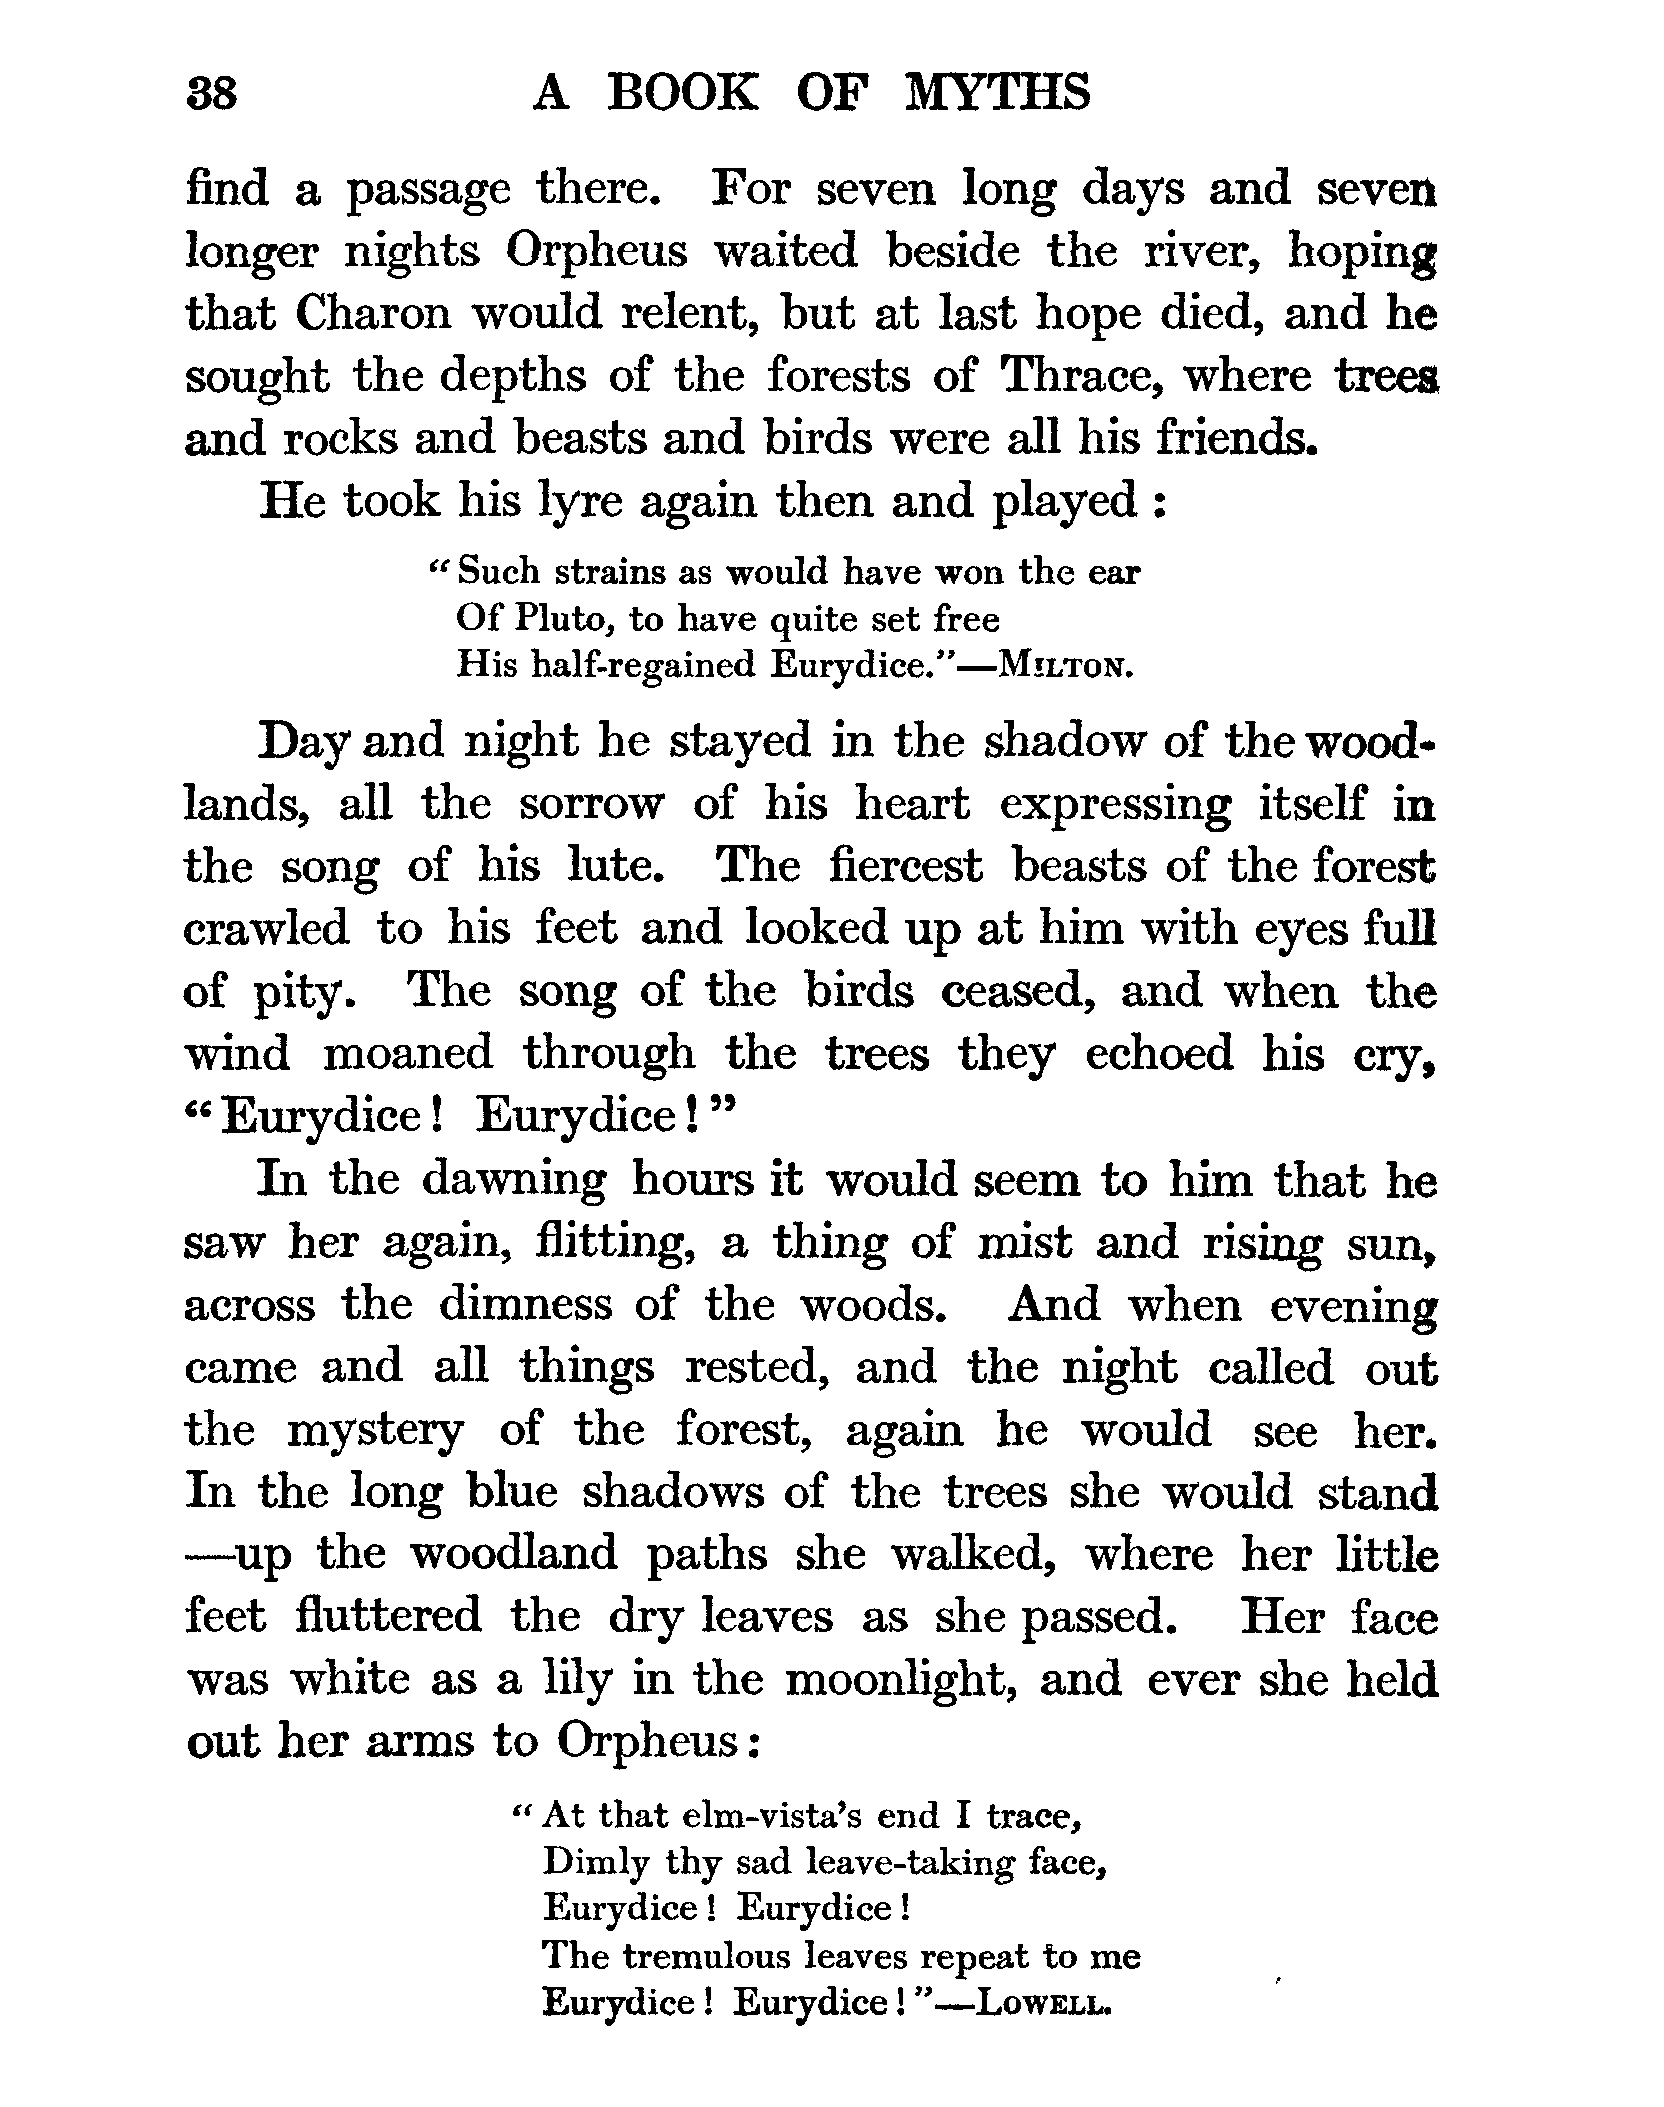 38 A BOOK OF MYTHS
find a passage there. For seven long days and seven
longer nights Orpheus waited beside the river, hoping
that Charon would relent, but at last hope died, and he
sought the depths of the forests of Thrace, where trees
and rocks and beasts and birds were all his friends.
He took his lyre again then and played :
“ Such strains as would have won the ear
Of Pluto, to have quite set free
His half-regained Eurydice.”—MILTON.
Day and night he stayed in the shadow of the wood-
lands, all the sorrow of his heart expressing itself in
the song of his lute. The fiercest beasts of the forest
crawled to his feet and looked up at him with eyes full
of pity. The song of the birds ceased, and when the
wind moaned through the trees they echoed his cry,
“ Eurydice ! Eurydice ! ”
In the dawning hours it would seem to him that he
saw her again, flitting, a thing of mist and rising sun,
across the dimness of the woods. And when evening
came and all things rested, and the night called out
the mystery of the forest, again he would see her.
In the long blue shadows of the trees she would stand
—up the woodland paths she walked, where her little
feet fluttered the dry leaves as she passed. Her face
was white as a lily in the moonlight, and ever she held
out her arms to Orpheus :
“ At that elm-vista’s end I trace,
Dimly thy sad leave-taking face,
Eurydice ! Eurydice !
The tremulous leaves repeat to me
Eurydice ! Eurydice ! ”—LOWELL.